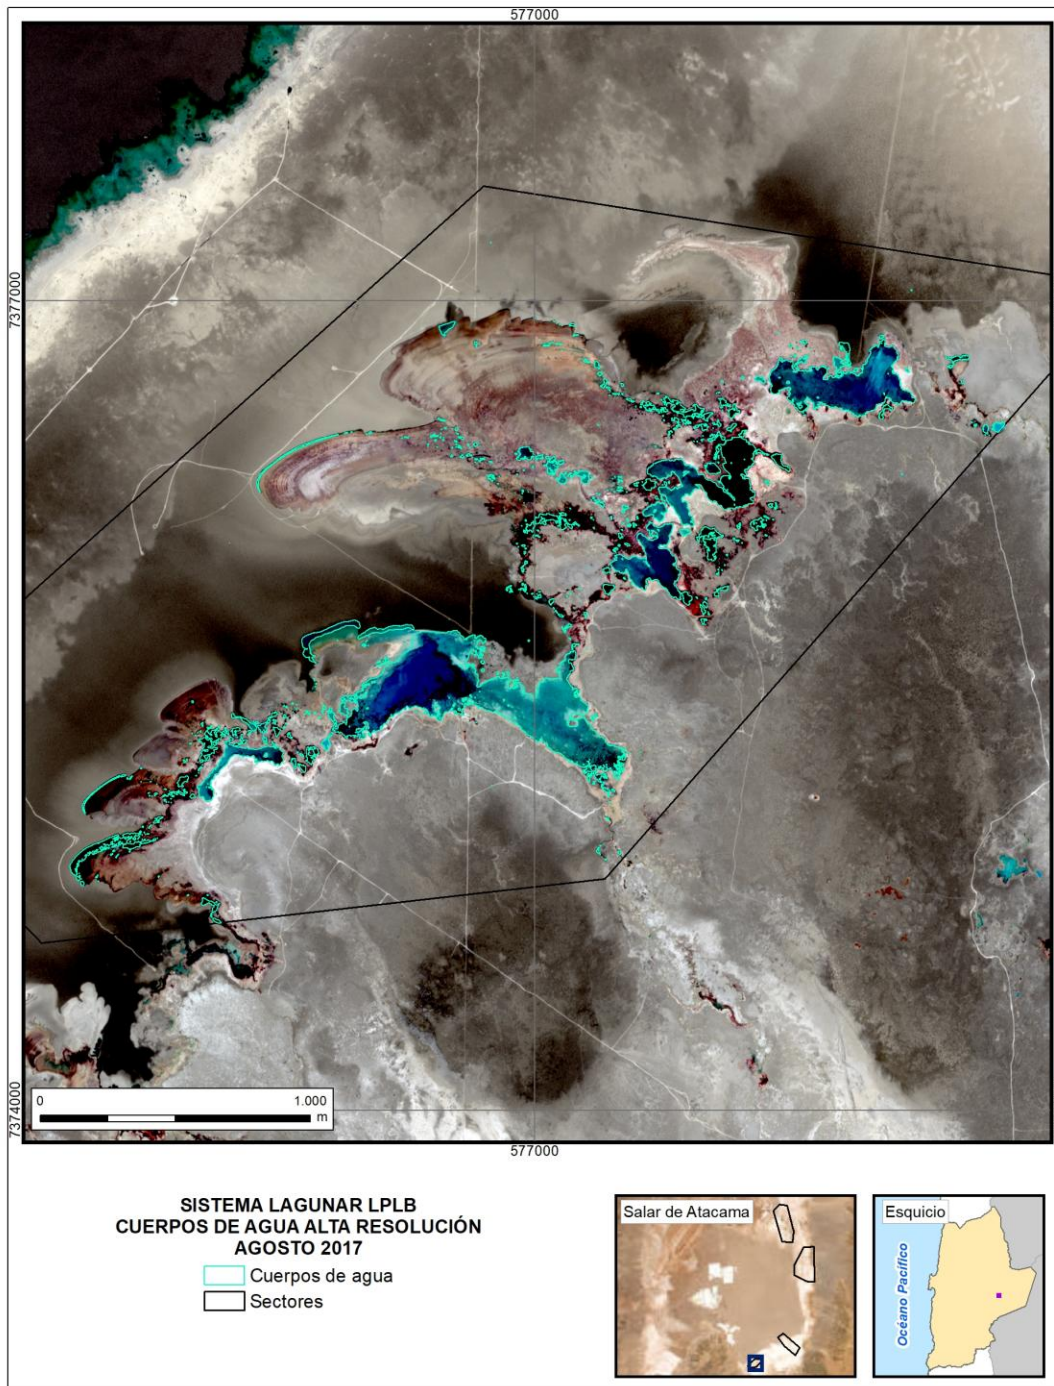 577000
7377000
7374000
0 1.000
m
577000
SISTEMA LAGUNAR LPLB
CUERPOS DE AGUA ALTA RESOLUCIÓN
AGOSTO 2017
Cuerpos de agua
Sectores
Salar de Atacama
Esquicio
Océano Pacífico